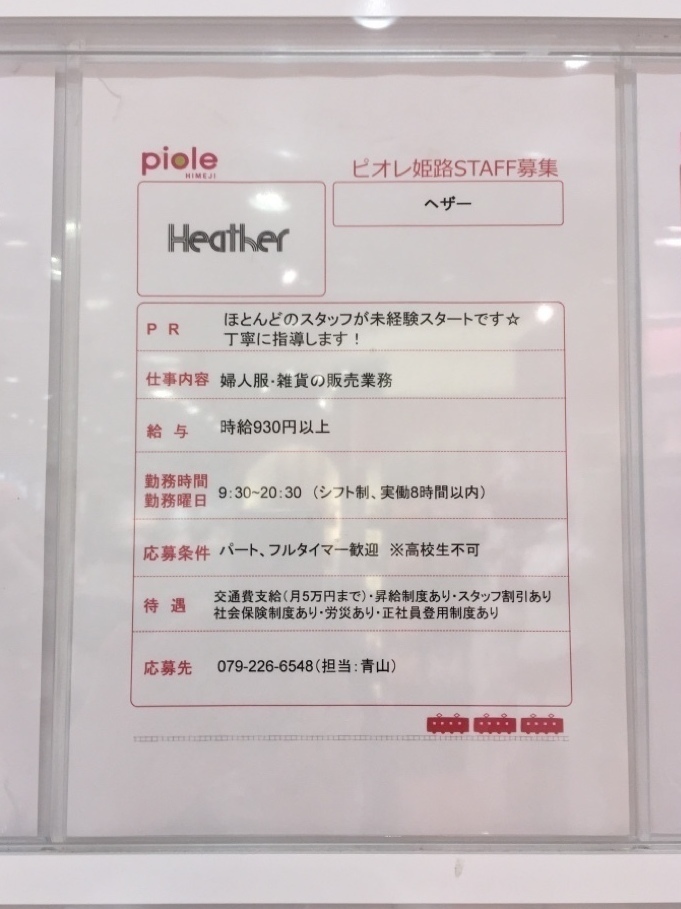 piole
HIMEJI
ピオレ姫路STAFF募集
Heather
ヘザー
PR
ほとんどのスタッフが未経験スタートです☆
丁寧に指導します！
仕事内容
婦人服・雑貨の販売業務
給与
時給930円以上
勤務時間
勤務曜日
9:30~20:30 （シフト制、実働8時間以内）
応募条件
パート、フルタイマー歓迎 ※高校生不可
待遇
交通費支給（月5万円まで）・昇給制度あり・スタッフ割引あり
社会保険制度あり・労災あり・正社員登用制度あり
応募先
079-226-6548（担当：青山）